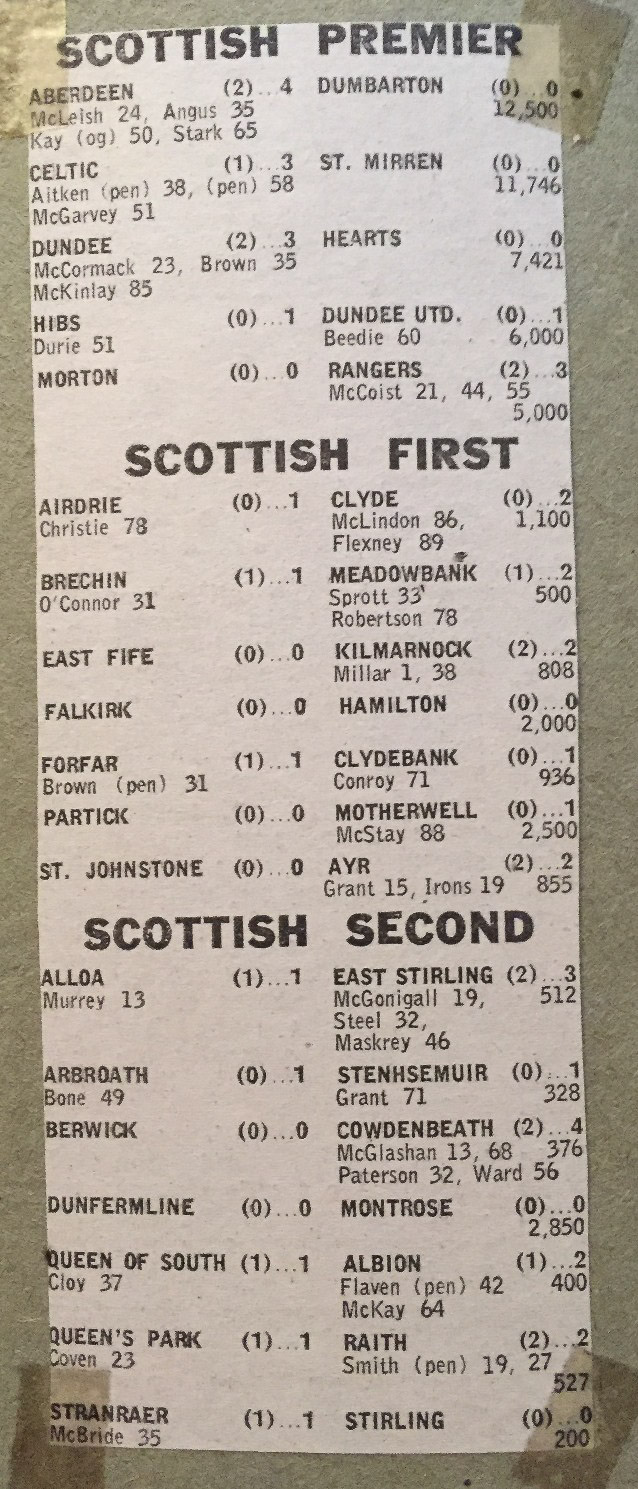 SCOTTISH PREMIER
ABERDEEN (2)...4 DUMBARTON (0)...0
McLeish 24, Angus 35 12,500
Kay (og) 50, Stark 65
CELTIC (1)...3 ST. MIRREN (0)...0
Aitken (pen) 38, (pen) 58 11,746
McGarvey 51
DUNDEE (2)...3 HEARTS (0)...0
McCormack 23, Brown 35 7,421
McKinlay 85
HIBS (0)...1 DUNDEE UTD. (0)...1
Durie 51 Beedie 60 6,000
MORTON (0)...0 RANGERS (2)...3
McCoist 21, 44, 55
5,000
SCOTTISH FIRST
AIRDRIE (0)...1 CLYDE (0)...2
Christie 78 McLindon 86, 1,100
Flexney 89
BRECHIN (1)...1 MEADOWBANK (1)...2
O'Connor 31 Sprott 33 500
Robertson 78
EAST FIFE (0)...0 KILMARNOCK (2)...2
Millar 1, 38 808
FALKIRK (0)...0 HAMILTON (0)...0
2,000
FORFAR (1)...1 CLYDEBANK (0)...1
Brown (pen) 31 Conroy 71 936
PARTICK (0)...0 MOTHERWELL (0)...1
McStay 88 2,500
ST. JOHNSTONE (0)...0 AYR (2)...2
Grant 15, Irons 19 855
SCOTTISH SECOND
ALLOA (1)...1 EAST STIRLING (2)...3
Murrey 13 McGonigall 19, 512
Steel 32,
Maskrey 46
ARBROATH (0)...1 STENHSEMUIR (0)...1
Bone 49 Grant 71 328
BERWICK (0)...0 COWDENBEATH (2)...4
McGlashan 13, 68 376
Paterson 32, Ward 56
DUNFERMLINE (0)...0 MONTROSE (0)...0
2,850
QUEEN OF SOUTH (1)...1 ALBION (1)...2
Cloy 37 Flaven (pen) 42 400
McKay 64
QUEEN'S PARK (1)...1 RAITH (2)...2
Coven 23 Smith (pen) 19, 27
527
STRANRAER (1)...1 STIRLING (0)...0
McBride 35 200